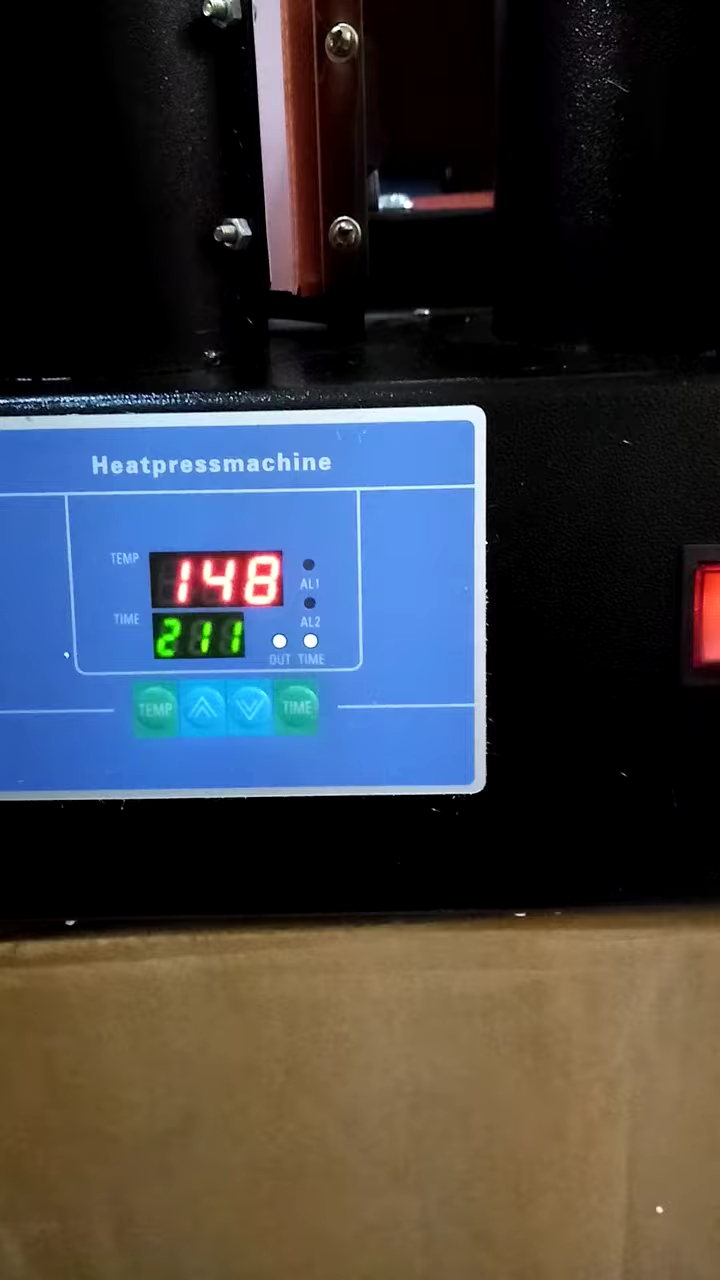 Heatpressmachine
TEMP 148
AL1
TIME 211
AL2
OUT TIME
TEMP TIME